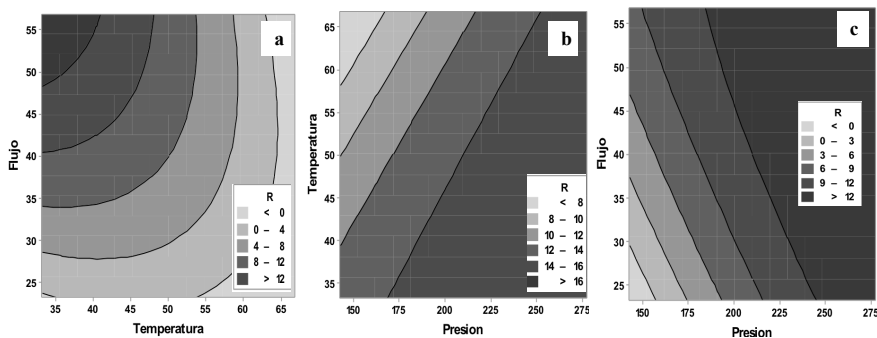 a
Flujo
55
50
45
40
35
30
25
35 40 45 50 55 60 65
Temperatura
R
< 0
0 – 4
4 – 8
8 – 12
> 12
b
Temperatura
65
60
55
50
45
40
35
150 175 200 225 250 275
Presion
R
< 8
8 – 10
10 – 12
12 – 14
14 – 16
> 16
c
Flujo
55
50
45
40
35
30
25
150 175 200 225 250 275
Presion
R
< 0
0 – 3
3 – 6
6 – 9
9 – 12
> 12